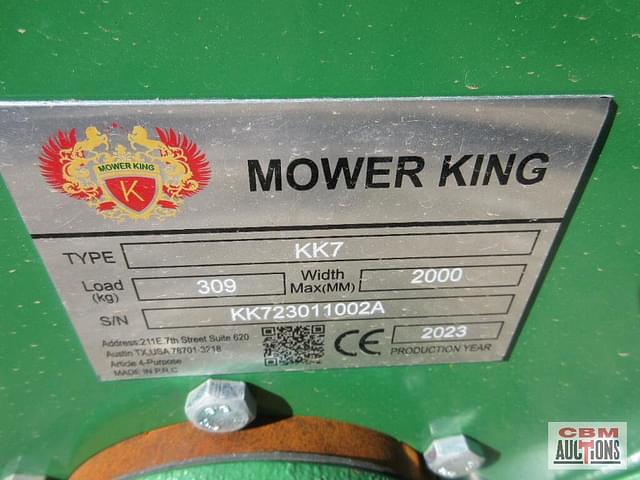 MOWER KING
K
MOWER KING
TYPE KK7
Load (kg) 309 Width Max(MM) 2000
S/N KK723011002A
Address:211E.7th Street Suite 620
Austin TX,USA 78701-3218
Article 4-Purpose
MADE IN P.R.C
CE
2023
PRODUCTION YEAR
CBM
AUCTIONS